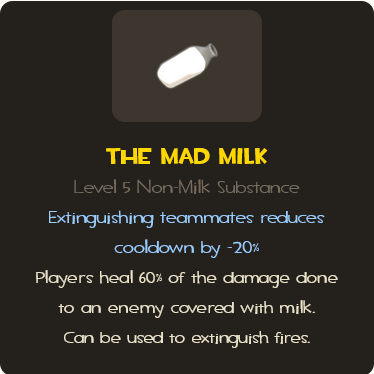 THE MAD MILK
Level 5 Non-Milk Substance
Extinguishing teammates reduces
cooldown by -20%
Players heal 60% of the damage done
to an enemy covered with milk.
Can be used to extinguish fires.